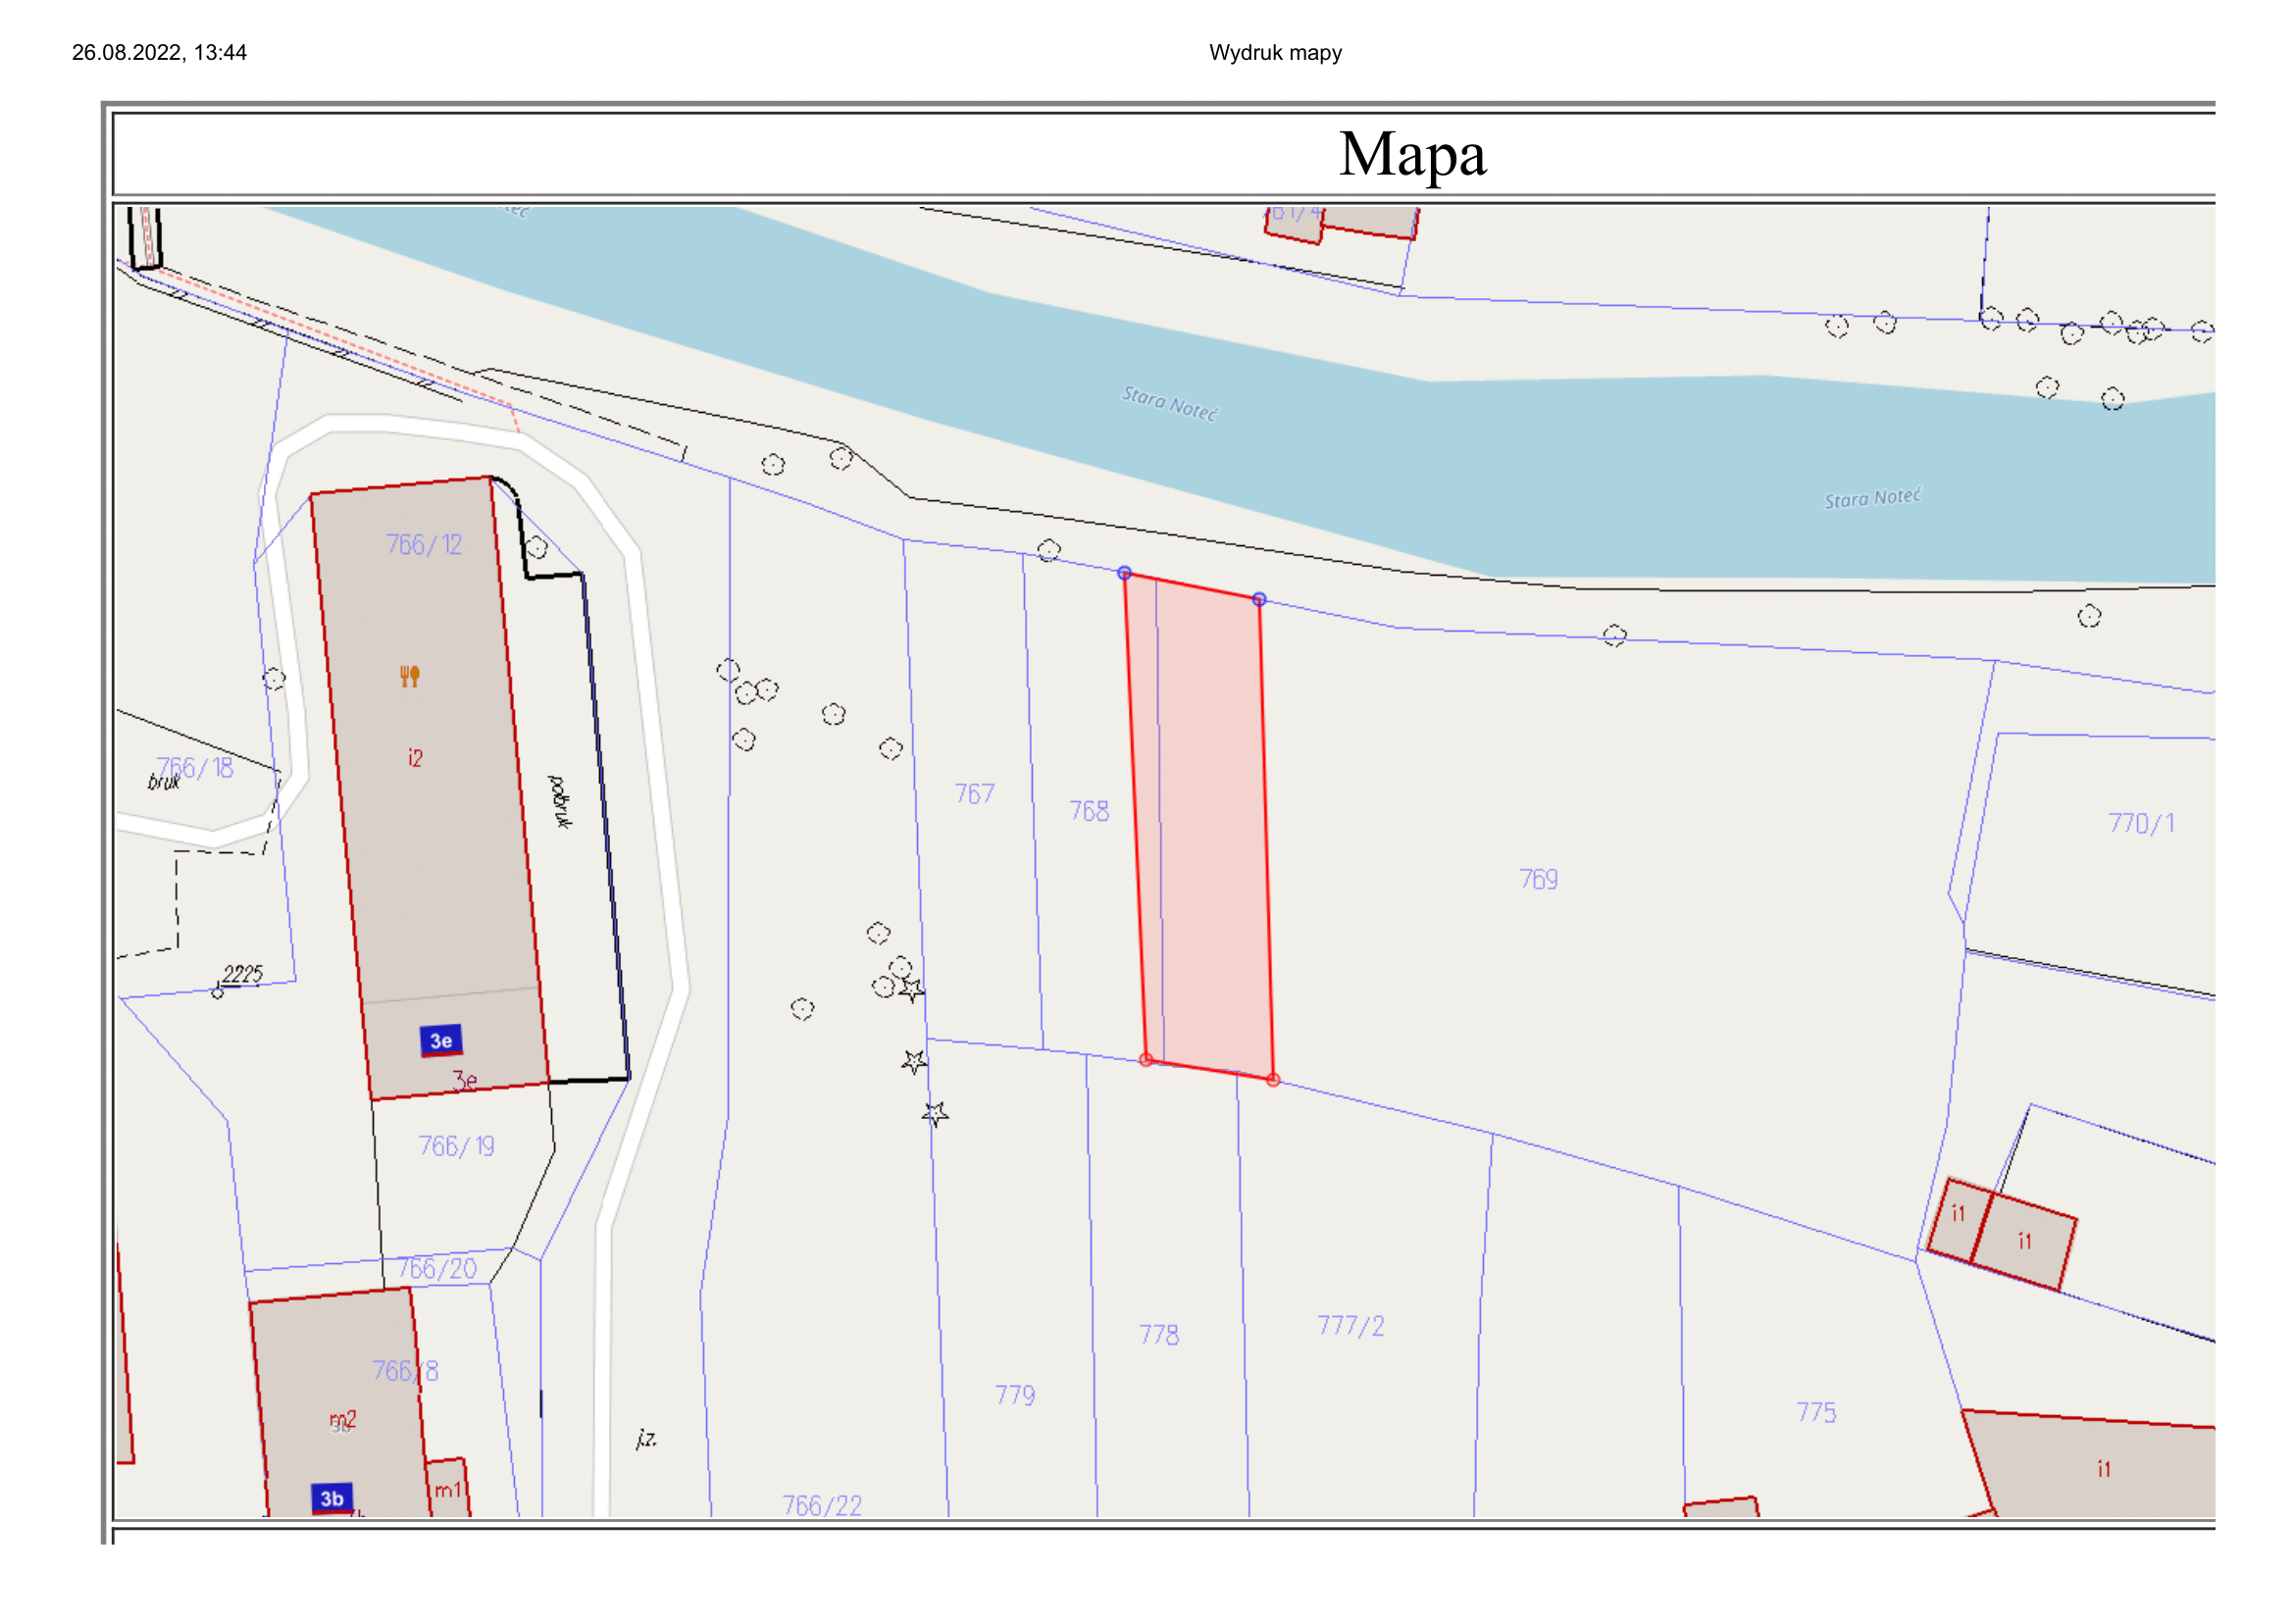 26.08.2022, 13:44
Wydruk mapy
Mapa
Stara Noteć
Stara Noteć
766/12
i2
766/18
bruk
polbruk
767
768
769
770/1
2225
3e
3e
766/19
766/20
i1
i1
766/8
m2
3b
778
777/2
779
775
j.z.
i1
3b
m1
766/22